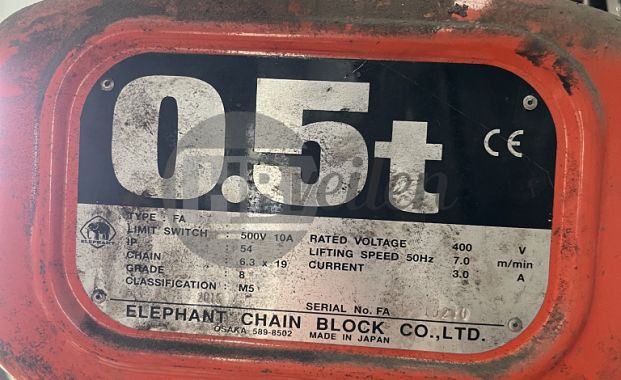 0.5t
CE
ELEPHANT
TYPE : FA
LIMIT SWITCH : 500V 10A
IP : 54
CHAIN : 6.3 x 19
GRADE : 8
CLASSIFICATION : M5
RATED VOLTAGE 400 V
LIFTING SPEED 50Hz 7.0 m/min
CURRENT 3.0 A
SERIAL No. FA
ELEPHANT CHAIN BLOCK CO., LTD.
OSAKA 589-8502 MADE IN JAPAN
veilen